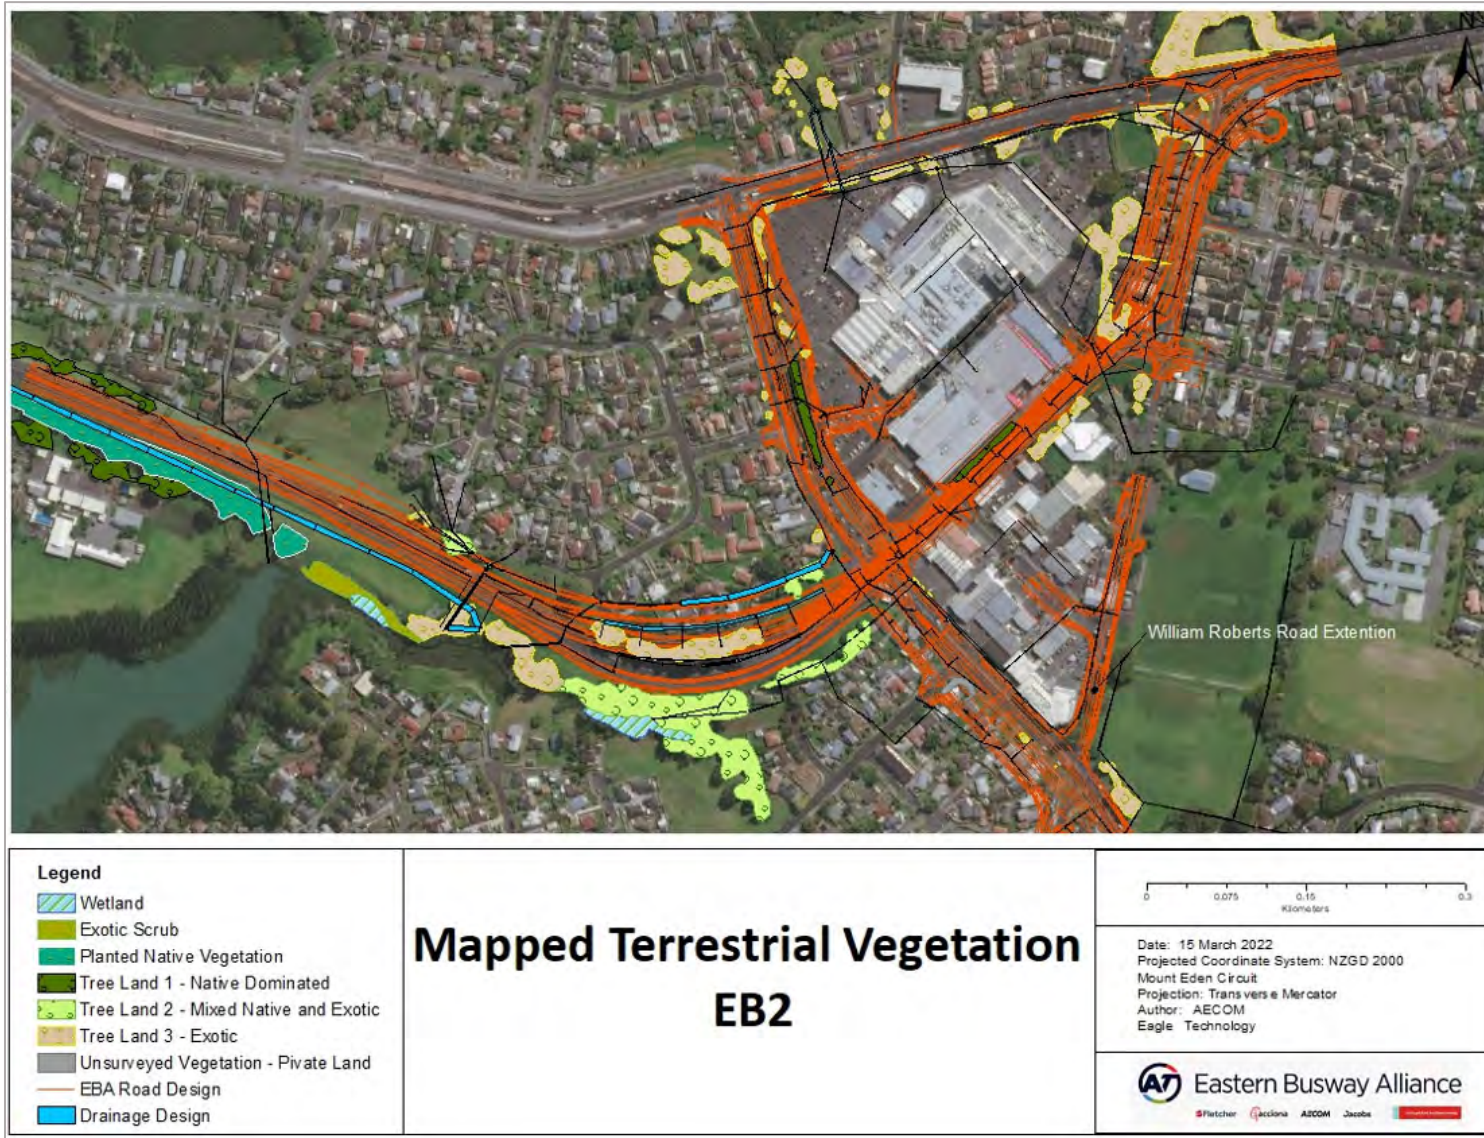 N
William Roberts Road Extention
Legend
Wetland
Exotic Scrub
Planted Native Vegetation
Tree Land 1 - Native Dominated
Tree Land 2 - Mixed Native and Exotic
Tree Land 3 - Exotic
Unsurveyed Vegetation - Pivate Land
EBA Road Design
Drainage Design
Mapped Terrestrial Vegetation
EB2
0 0.075 0.15 0.3
Kilometers
Date: 15 March 2022
Projected Coordinate System: NZGD 2000
Mount Eden Circuit
Projection: Transverse Mercator
Author: AECOM
Eagle Technology
AT Eastern Busway Alliance
Fletcher acciona AECOM Jacobs